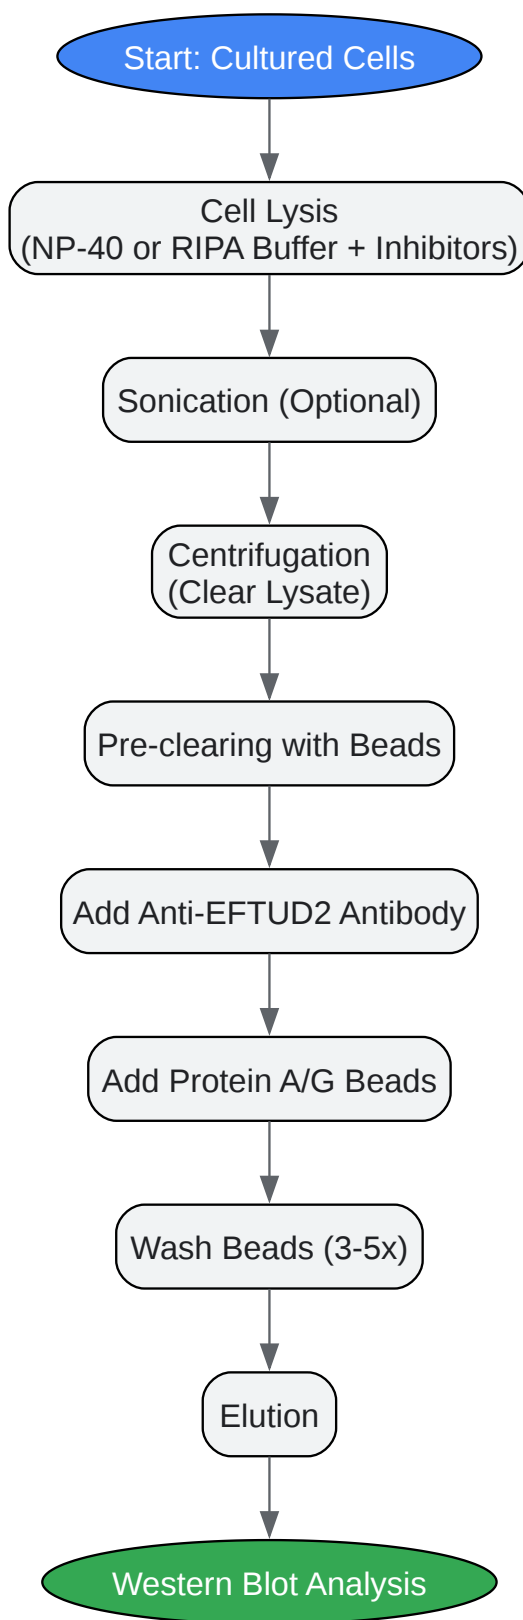 Start: Cultured Cells
Cell Lysis
(NP-40 or RIPA Buffer + Inhibitors)
Sonication (Optional)
Centrifugation
(Clear Lysate)
Pre-clearing with Beads
Add Anti-EFTUD2 Antibody
Add Protein A/G Beads
Wash Beads (3-5x)
Elution
Western Blot Analysis